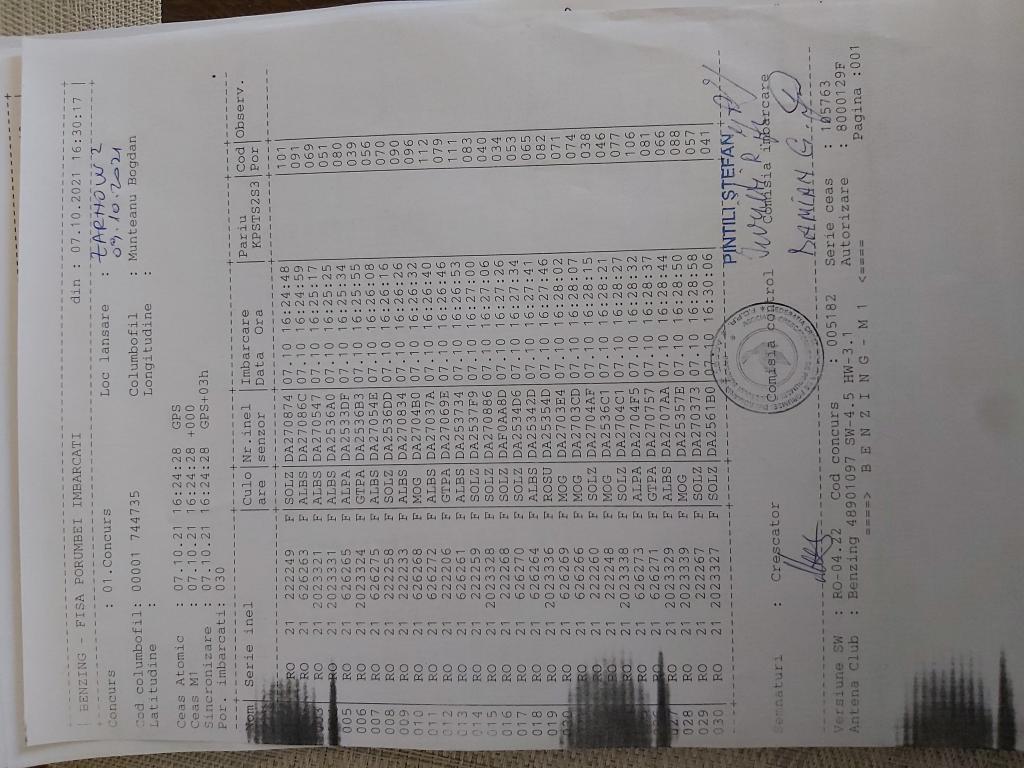 BENZING - FISA PORUMBEI IMBARCATI din : 07.10.2021 16:30:17
Concurs : 01.Concurs Loc lansare : TARNOW 2
09.10.2021
Cod columbofil: 00001 744735 Columbofil : Munteanu Bogdan
Latitudine : Longitudine :
Ceas Atomic : 07.10.21 16:24:28 GPS
Ceas M1 : 07.10.21 16:24:28 +000
Sincronizare : 07.10.21 16:24:28 GPS+03h
Por. imbarcati: 030
Nom Serie inel Culo Nr.inel Imbarcare Pariu Cod Observ.
are senzor Data Ora KPSTS2S3 Por
RO 21 222249 F SOLZ DA270874 07.10 16:24:48 101
RO 21 626263 F ALBS DA27086C 07.10 16:24:59 091
003 RO 21 2023321 F ALBS DA270547 07.10 16:25:17 069
RO 21 2023331 F ALBS DA2536A0 07.10 16:25:25 051
005 RO 21 626265 F ALPA DA2533DF 07.10 16:25:34 080
006 RO 21 2023324 F GTPA DA2536B3 07.10 16:25:55 039
007 RO 21 626275 F ALBS DA27054E 07.10 16:26:08 056
008 RO 21 222258 F SOLZ DA2536DD 07.10 16:26:16 070
009 RO 21 222233 F ALBS DA270834 07.10 16:26:26 090
010 RO 21 626268 F MOG DA2704B0 07.10 16:26:32 096
011 RO 21 626272 F ALBS DA27037A 07.10 16:26:40 112
012 RO 21 222206 F GTPA DA27069E 07.10 16:26:46 079
013 RO 21 626261 F ALBS DA253734 07.10 16:26:53 111
014 RO 21 222259 F SOLZ DA2537F9 07.10 16:27:00 083
015 RO 21 2023328 F SOLZ DA270886 07.10 16:27:06 040
016 RO 21 222268 F SOLZ DAF0AA8D 07.10 16:27:26 034
017 RO 21 626270 F SOLZ DA2534D6 07.10 16:27:34 053
018 RO 21 626264 F ALBS DA25342D 07.10 16:27:41 065
019 RO 21 2023336 F ROSU DA25354D 07.10 16:27:46 082
020 RO 21 626269 F MOG DA2703E4 07.10 16:28:02 071
RO 21 626266 F MOG DA2703CD 07.10 16:28:07 074
RO 21 222260 F SOLZ DA2704AF 07.10 16:28:15 038
RO 21 222248 F MOG DA2536C1 07.10 16:28:21 046
RO 21 2023338 F SOLZ DA2704C1 07.10 16:28:27 077
RO 21 626273 F ALPA DA2704F5 07.10 16:28:32 106
RO 21 626271 F GTPA DA270757 07.10 16:28:37 081
027 RO 21 2023329 F ALBS DA2707AA 07.10 16:28:44 066
028 RO 21 2023339 F MOG DA25357E 07.10 16:28:50 088
029 RO 21 222267 F SOLZ DA270373 07.10 16:28:58 057
030 RO 21 2023327 F SOLZ DA2561B0 07.10 16:30:06 041
PINTILI STEFAN
Semnaturi : Crescator Comisia control Comisia imbarcare
DAMIAN G.
Versiune SW : RO-04.22 Cod concurs : 005182 Serie ceas : 105763
Antena Club : Benzing 48901097 SW-4.5 HW-3.1 Autorizare : 8000129F
====> B E N Z I N G - M 1 <==== Pagina :001